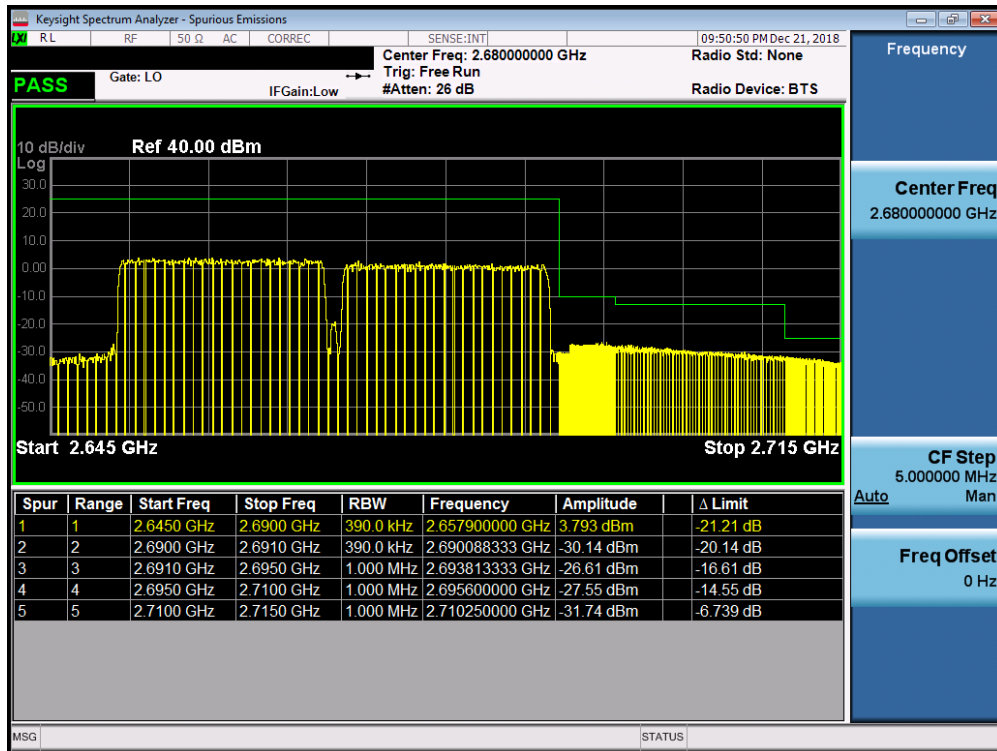 Keysight Spectrum Analyzer - Spurious Emissions
LXI RL RF 50 Ω AC CORREC SENSE:INT 09:50:50 PM Dec 21, 2018
Center Freq: 2.680000000 GHz Radio Std: None
Gate: LO Trig: Free Run
PASS IFGain:Low #Atten: 26 dB Radio Device: BTS
10 dB/div Ref 40.00 dBm
Log
30.0
20.0
10.0
0.00
-10.0
-20.0
-30.0
-40.0
-50.0
Start 2.645 GHz Stop 2.715 GHz
Spur Range Start Freq Stop Freq RBW Frequency Amplitude Δ Limit
1 1 2.6450 GHz 2.6900 GHz 390.0 kHz 2.657900000 GHz 3.793 dBm -21.21 dB
2 2 2.6900 GHz 2.6910 GHz 390.0 kHz 2.690088333 GHz -30.14 dBm -20.14 dB
3 3 2.6910 GHz 2.6950 GHz 1.000 MHz 2.693813333 GHz -26.61 dBm -16.61 dB
4 4 2.6950 GHz 2.7100 GHz 1.000 MHz 2.695600000 GHz -27.55 dBm -14.55 dB
5 5 2.7100 GHz 2.7150 GHz 1.000 MHz 2.710250000 GHz -31.74 dBm -6.739 dB
MSG STATUS
Frequency
Center Freq
2.680000000 GHz
CF Step
5.000000 MHz
Auto Man
Freq Offset
0 Hz